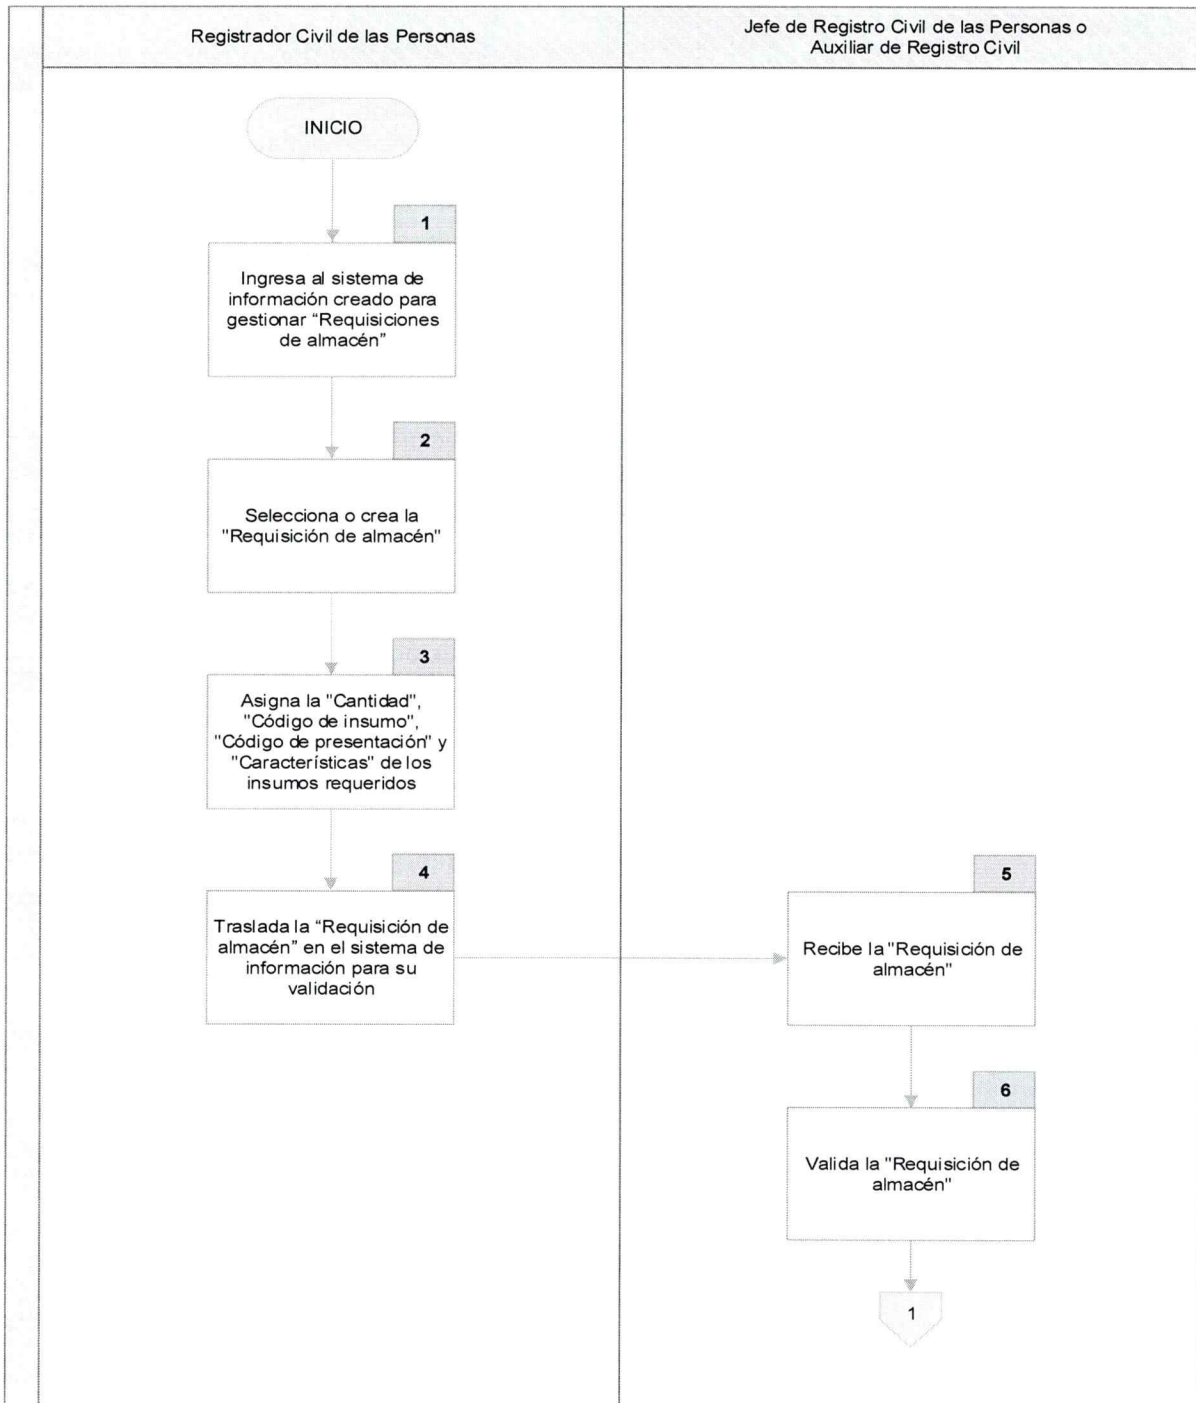 Registrador Civil de las Personas
Jefe de Registro Civil de las Personas o
Auxiliar de Registro Civil
INICIO
1
Ingresa al sistema de
información creado para
gestionar “Requisiciones
de almacén”
2
Selecciona o crea la
"Requisición de almacén"
3
Asigna la "Cantidad",
"Código de insumo",
"Código de presentación" y
"Características" de los
insumos requeridos
4
Traslada la “Requisición de
almacén” en el sistema de
información para su
validación
5
Recibe la "Requisición de
almacén"
6
Valida la "Requisición de
almacén"
1